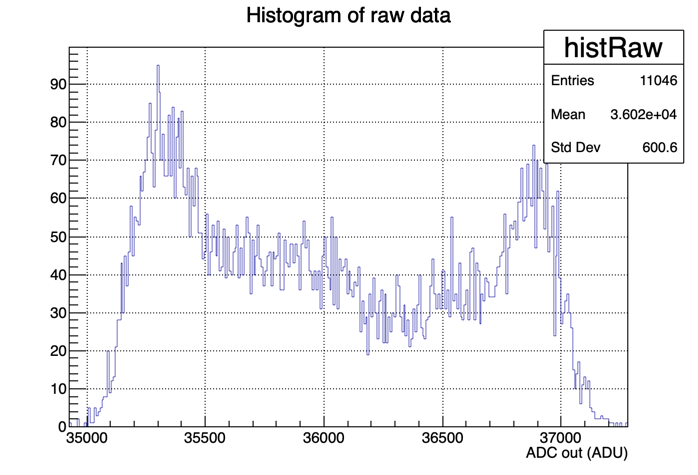 Histogram of raw data
histRaw
Entries 11046
Mean 3.602e+04
Std Dev 600.6
90
80
70
60
50
40
30
20
10
0
35000 35500 36000 36500 37000
ADC out (ADU)